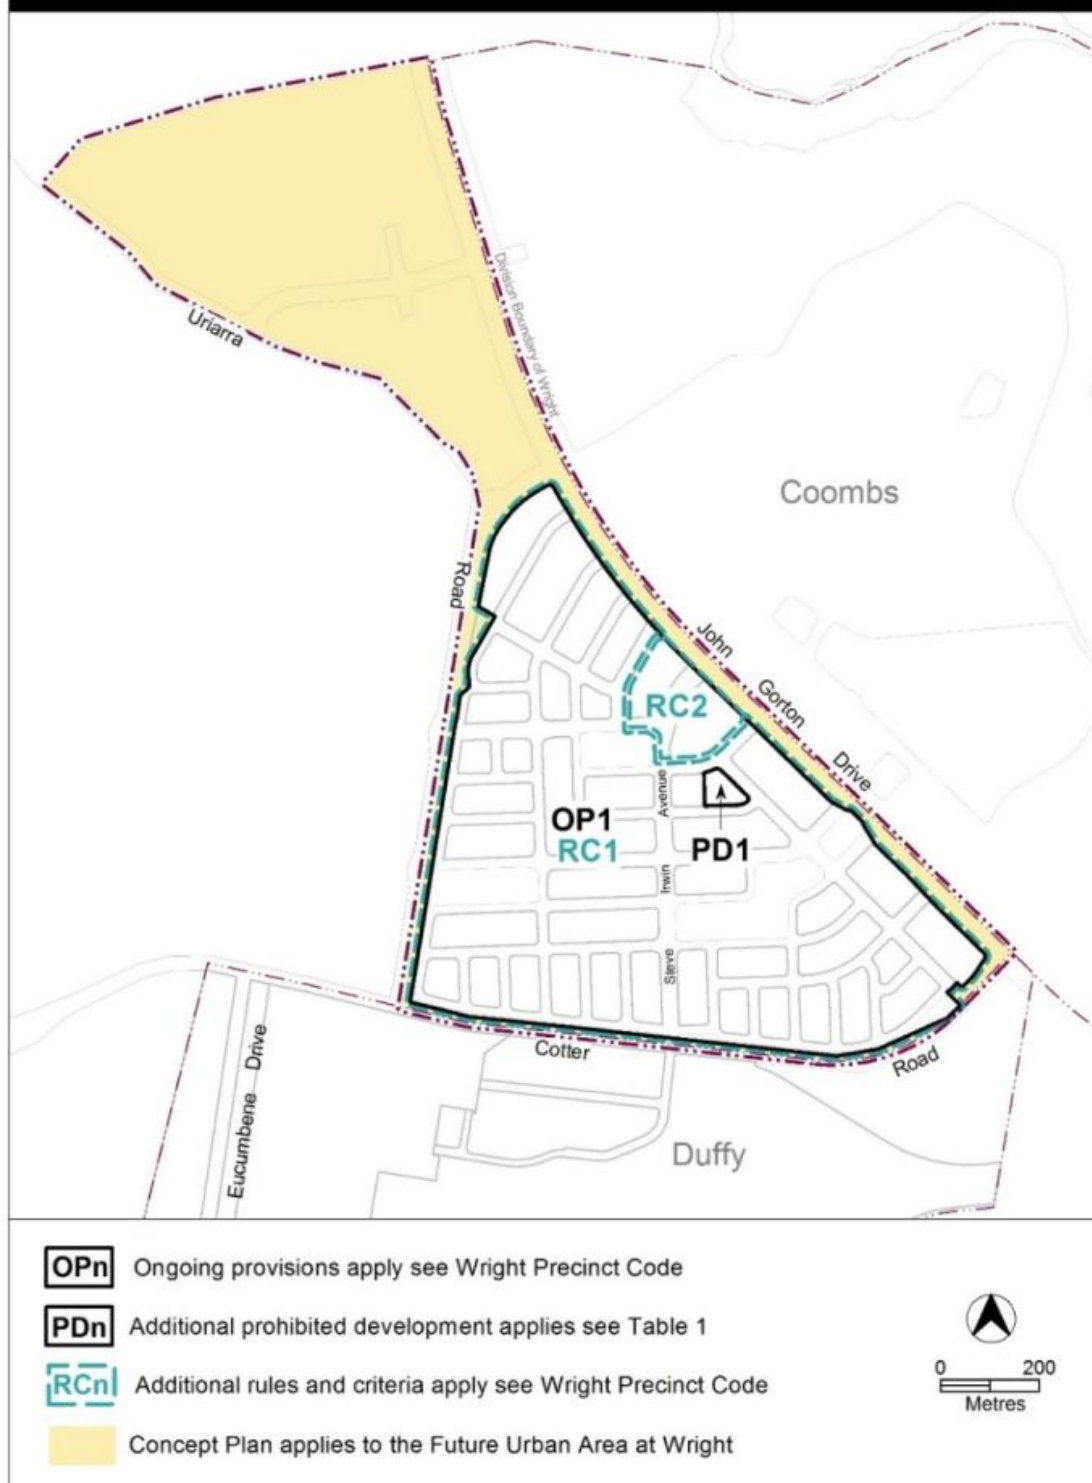 Uriarra
Division Boundary of Wright
Coombs
Road
John
Gorton
Drive
RC2
Avenue
OP1
RC1
PD1
Irwin
Steve
Cotter
Road
Eucumbene Drive
Duffy
OPn Ongoing provisions apply see Wright Precinct Code
PDn Additional prohibited development applies see Table 1
RCn Additional rules and criteria apply see Wright Precinct Code
Concept Plan applies to the Future Urban Area at Wright
0 200
Metres